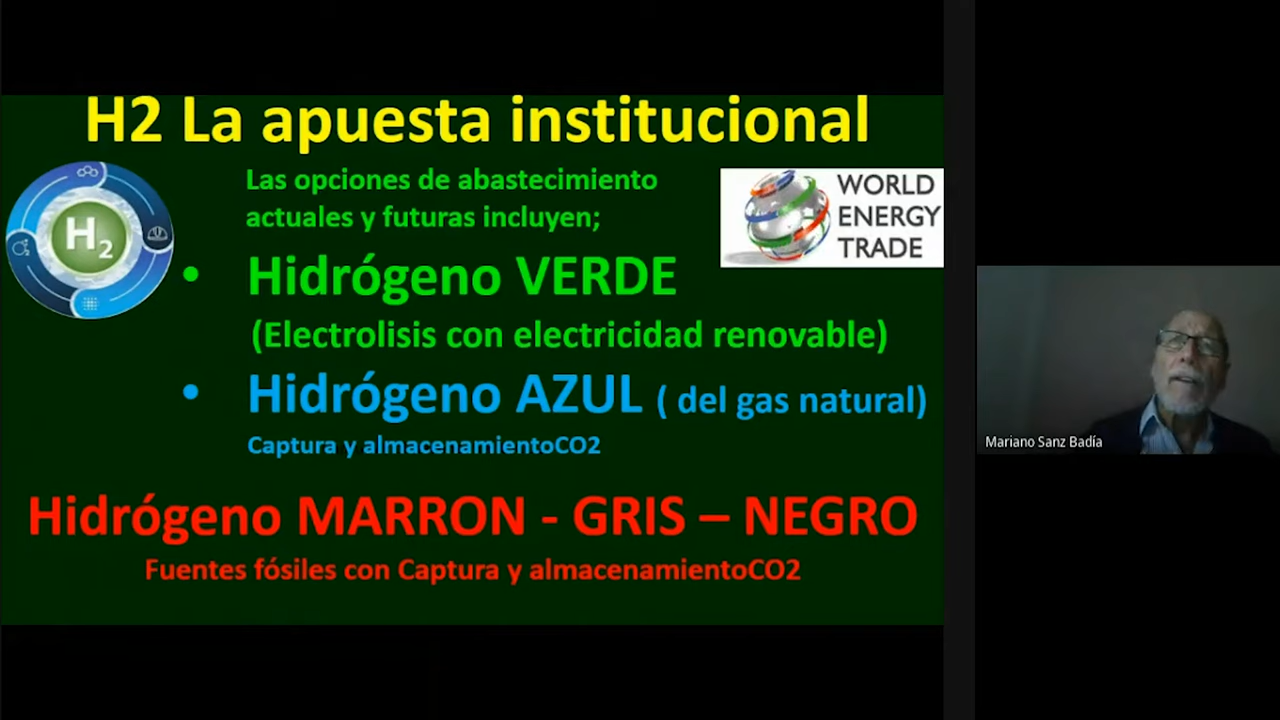 H2 La apuesta institucional
Las opciones de abastecimiento
actuales y futuras incluyen;
H2
WORLD
ENERGY
TRADE
• Hidrógeno VERDE
(Electrolisis con electricidad renovable)
• Hidrógeno AZUL ( del gas natural)
Captura y almacenamientoCO2
Hidrógeno MARRON - GRIS – NEGRO
Fuentes fósiles con Captura y almacenamientoCO2
Mariano Sanz Badía